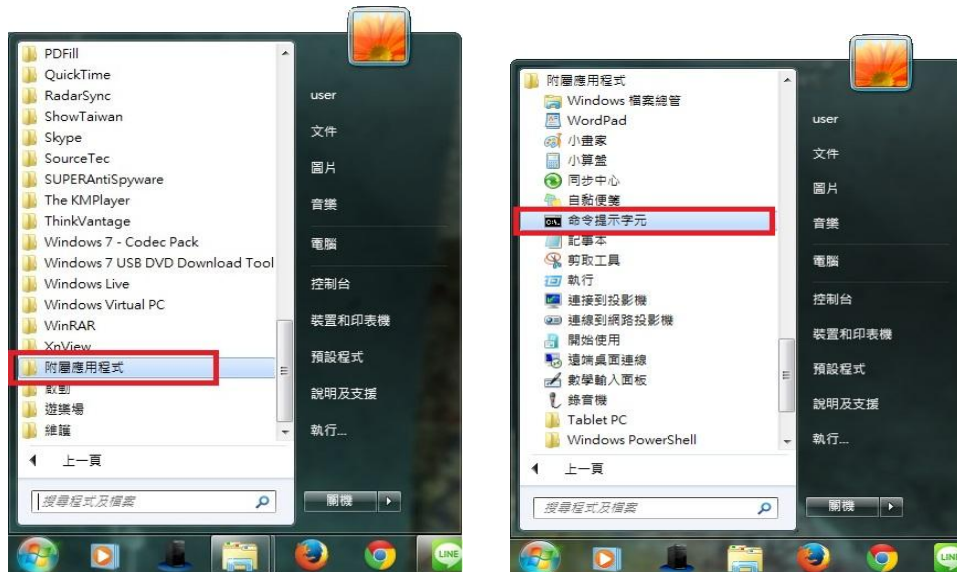 PDFill
QuickTime
RadarSync
ShowTaiwan
Skype
SourceTec
SUPERAntiSpyware
The KMPlayer
ThinkVantage
Windows 7 - Codec Pack
Windows 7 USB DVD Download Tool
Windows Live
Windows Virtual PC
WinRAR
XnView
附屬應用程式
啟動
遊樂場
維護
上一頁
搜尋程式及檔案
user
文件
圖片
音樂
電腦
控制台
裝置和印表機
預設程式
說明及支援
執行...
關機
LINE
附屬應用程式
Windows 檔案總管
WordPad
小畫家
小算盤
同步中心
自黏便箋
命令提示字元
記事本
剪取工具
執行
連接到投影機
連線到網路投影機
開始使用
遠端桌面連線
數學輸入面板
錄音機
Tablet PC
Windows PowerShell
上一頁
搜尋程式及檔案
user
文件
圖片
音樂
電腦
控制台
裝置和印表機
預設程式
說明及支援
執行...
關機
LINE